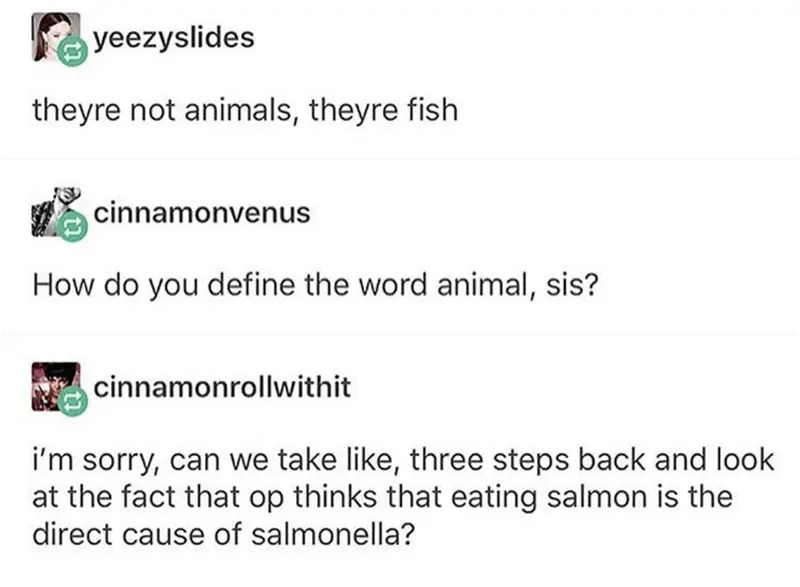 yeezyslides
theyre not animals, theyre fish
cinnamonvenus
How do you define the word animal, sis?
cinnamonrollwithit
i'm sorry, can we take like, three steps back and look
at the fact that op thinks that eating salmon is the
direct cause of salmonella?